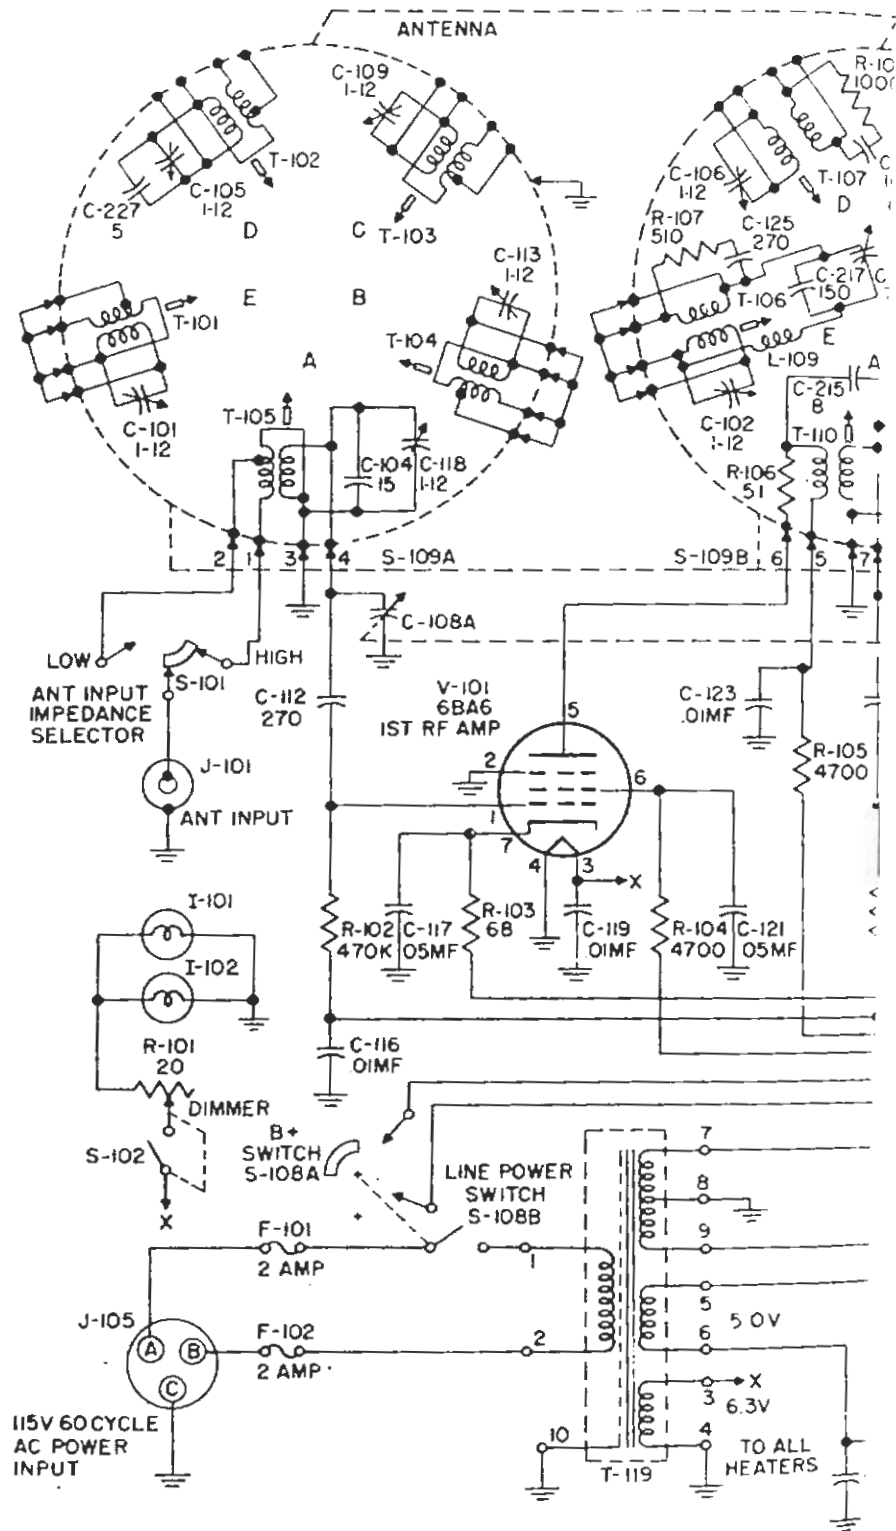 ANTENNA
C-109
1-12
T-102
C-105
1-12
C-227
5
D
C
T-103
C-113
1-12
E
B
T-101
T-104
A
C-101
1-12
T-105
C-104
15
C-118
1-12
2
1
3
4
S-109A
R-10
100
C-106
1-12
T-107
D
R-107
510
C-125
270
C-217
150
T-106
E
L-109
A
C-215
8
C-102
1-12
T-110
R-106
51
S-109B
6
5
7
C-108A
LOW
HIGH
S-101
ANT INPUT
IMPEDANCE
SELECTOR
C-112
270
V-101
6BA6
1ST RF AMP
5
2
6
1
7
4
3
X
C-123
.01MF
R-105
4700
J-101
ANT INPUT
I-101
I-102
R-102
470K
C-117
.05MF
R-103
68
C-119
.01MF
R-104
4700
C-121
.05MF
R-101
20
DIMMER
S-102
X
C-116
.01MF
B+
SWITCH
S-108A
LINE POWER
SWITCH
S-108B
F-101
2 AMP
1
7
8
9
J-105
A
B
C
F-102
2 AMP
2
5
6
5.0V
3
X
6.3V
4
115V 60 CYCLE
AC POWER
INPUT
10
T-119
TO ALL
HEATERS